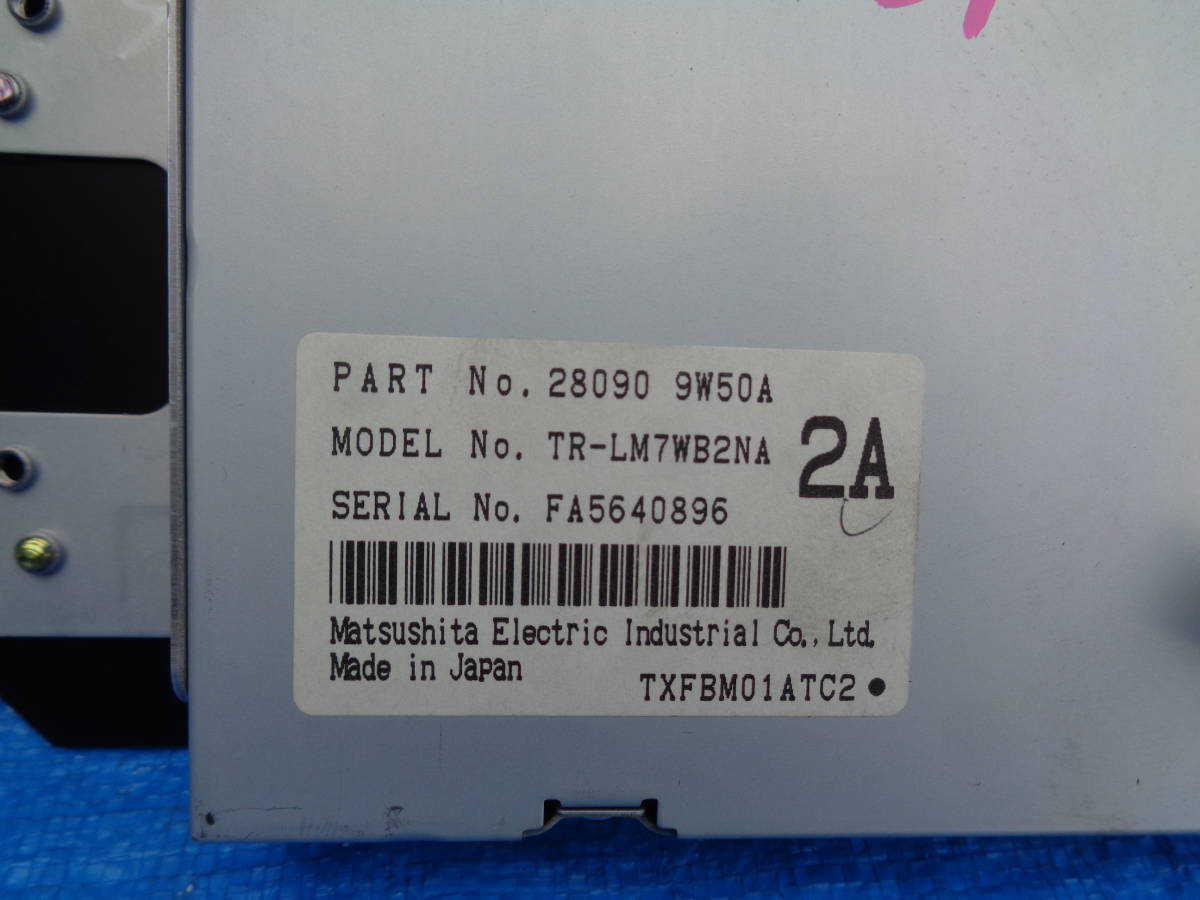 PART No. 28090 9W50A
MODEL No. TR-LM7WB2NA
2A
SERIAL No. FA5640896
Matsushita Electric Industrial Co., Ltd.
Made in Japan
TXFBM01ATC2 ●